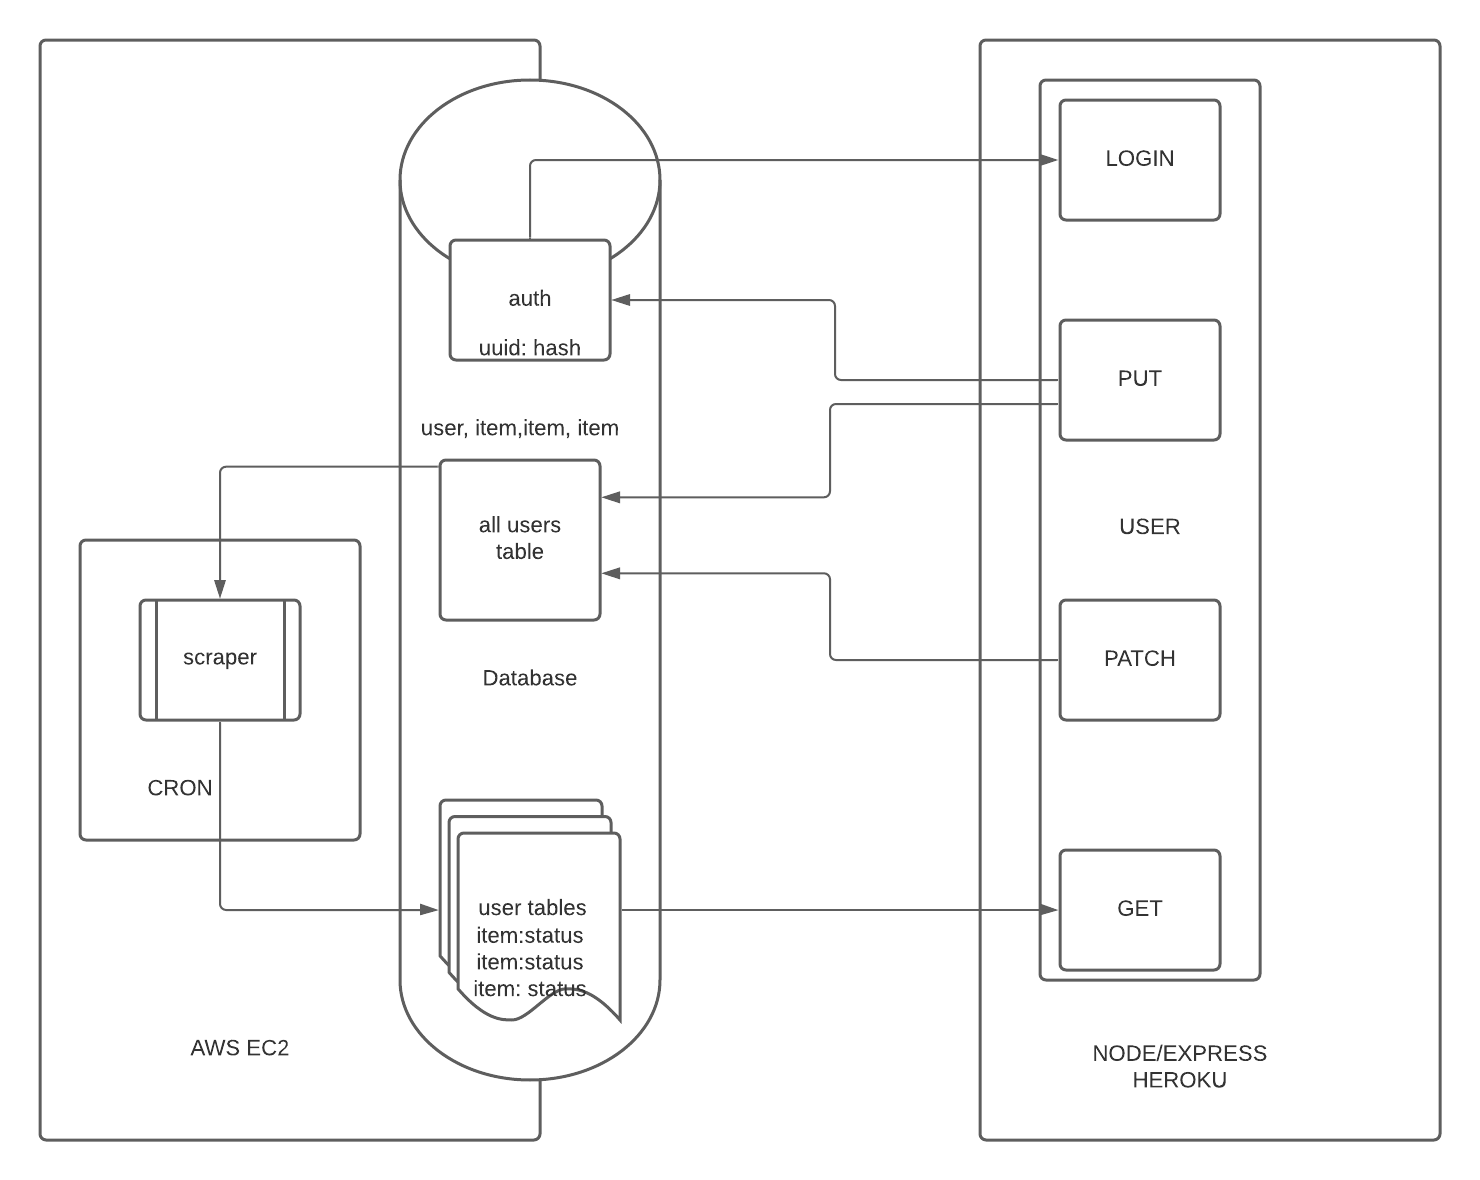 LOGIN
auth
uuid: hash
PUT
user, item,item, item
all users
table
USER
scraper
PATCH
Database
CRON
user tables
item:status
item:status
item: status
GET
AWS EC2
NODE/EXPRESS
HEROKU